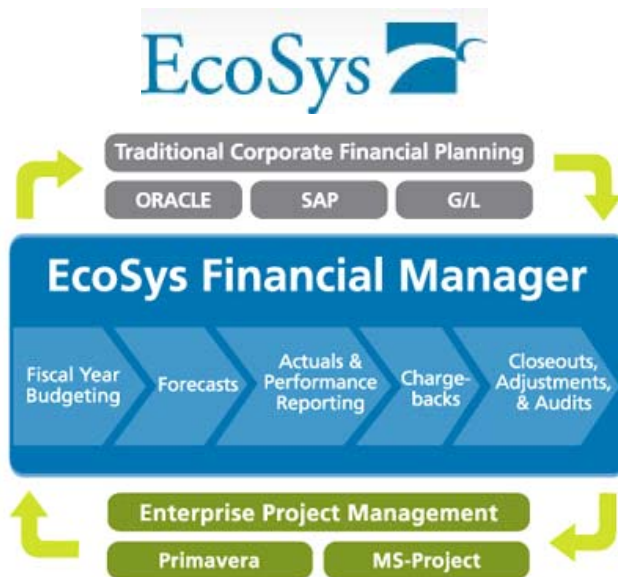 EcoSys
Traditional Corporate Financial Planning
ORACLE
SAP
G/L
EcoSys Financial Manager
Fiscal Year
Budgeting
Forecasts
Actuals &
Performance
Reporting
Charge-
backs
Closeouts,
Adjustments,
& Audits
Enterprise Project Management
Primavera
MS-Project